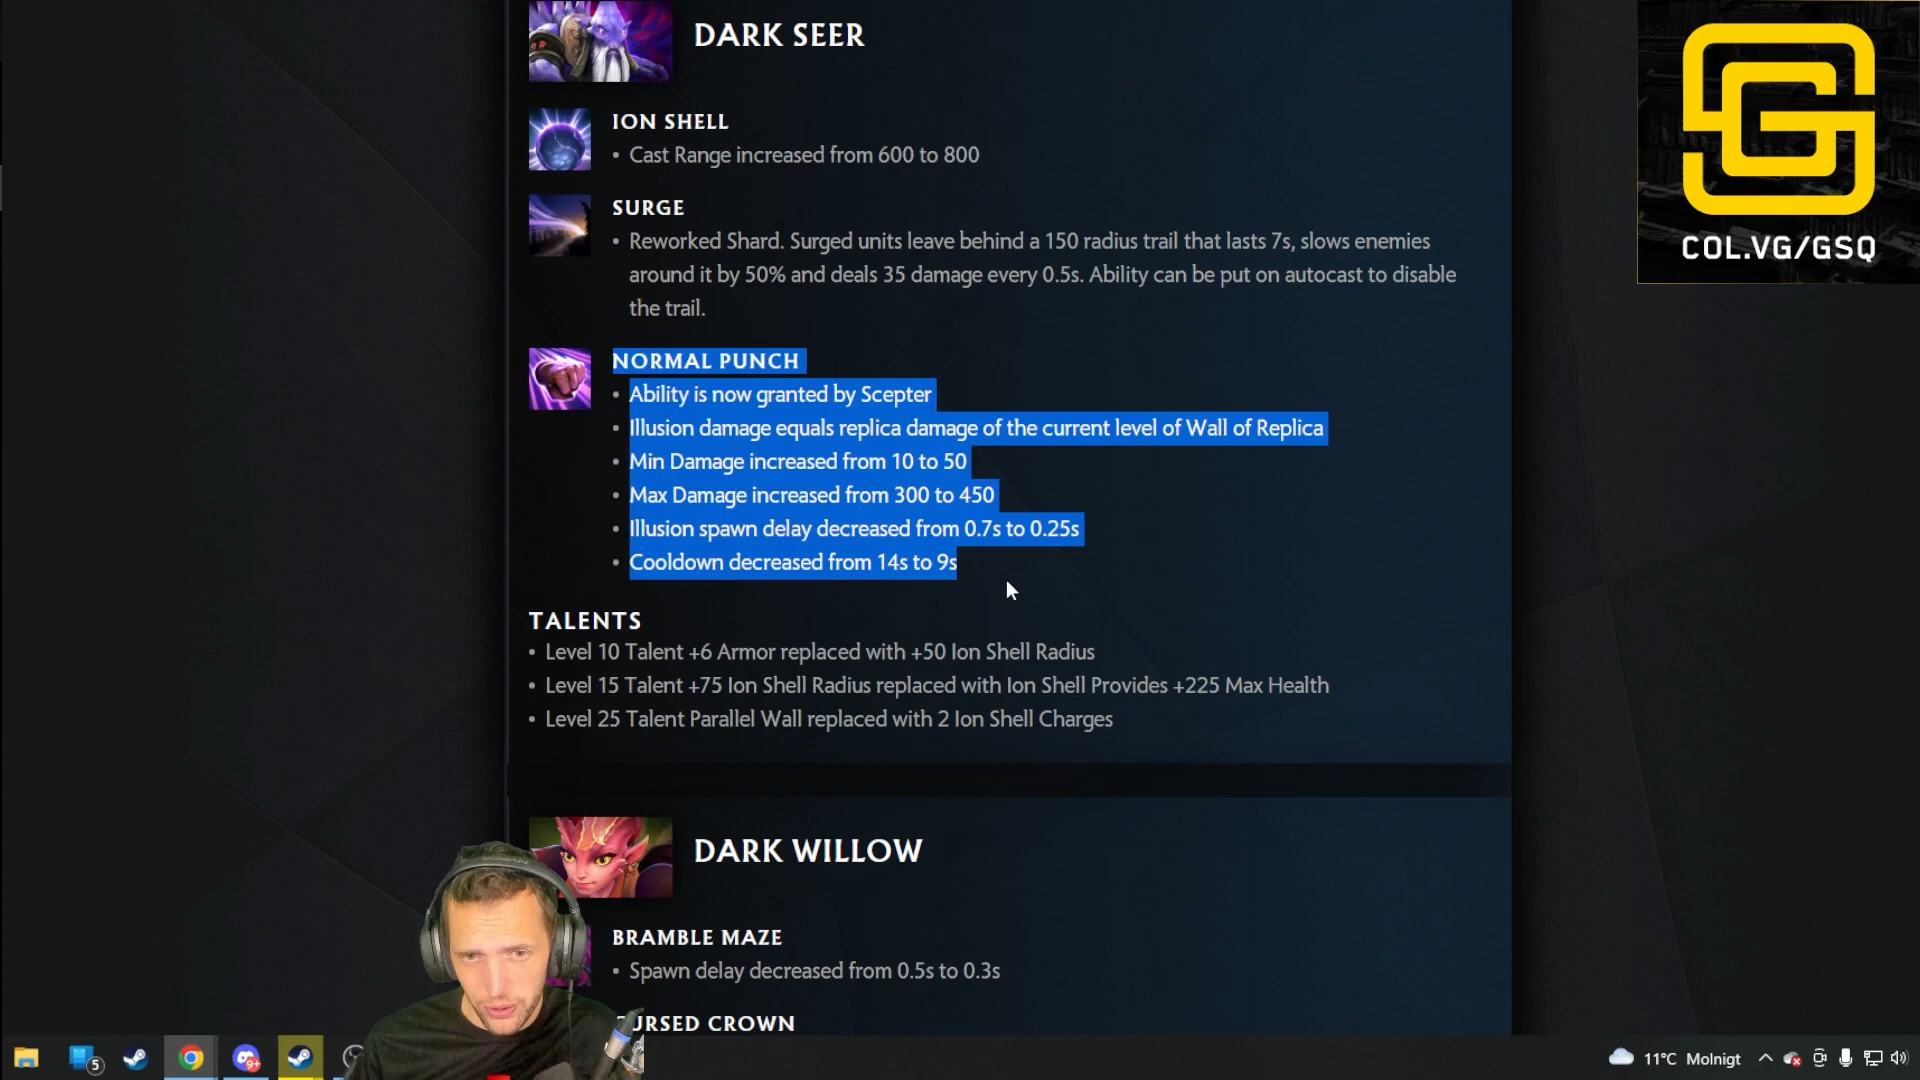 DARK SEER
ION SHELL
• Cast Range increased from 600 to 800
SURGE
• Reworked Shard. Surged units leave behind a 150 radius trail that lasts 7s, slows enemies
around it by 50% and deals 35 damage every 0.5s. Ability can be put on autocast to disable
the trail.
NORMAL PUNCH
• Ability is now granted by Scepter
• Illusion damage equals replica damage of the current level of Wall of Replica
• Min Damage increased from 10 to 50
• Max Damage increased from 300 to 450
• Illusion spawn delay decreased from 0.7s to 0.25s
• Cooldown decreased from 14s to 9s
TALENTS
• Level 10 Talent +6 Armor replaced with +50 Ion Shell Radius
• Level 15 Talent +75 Ion Shell Radius replaced with Ion Shell Provides +225 Max Health
• Level 25 Talent Parallel Wall replaced with 2 Ion Shell Charges
DARK WILLOW
BRAMBLE MAZE
• Spawn delay decreased from 0.5s to 0.3s
CURSED CROWN
COL.VG/GSQ
5
9+
11°C Molnigt